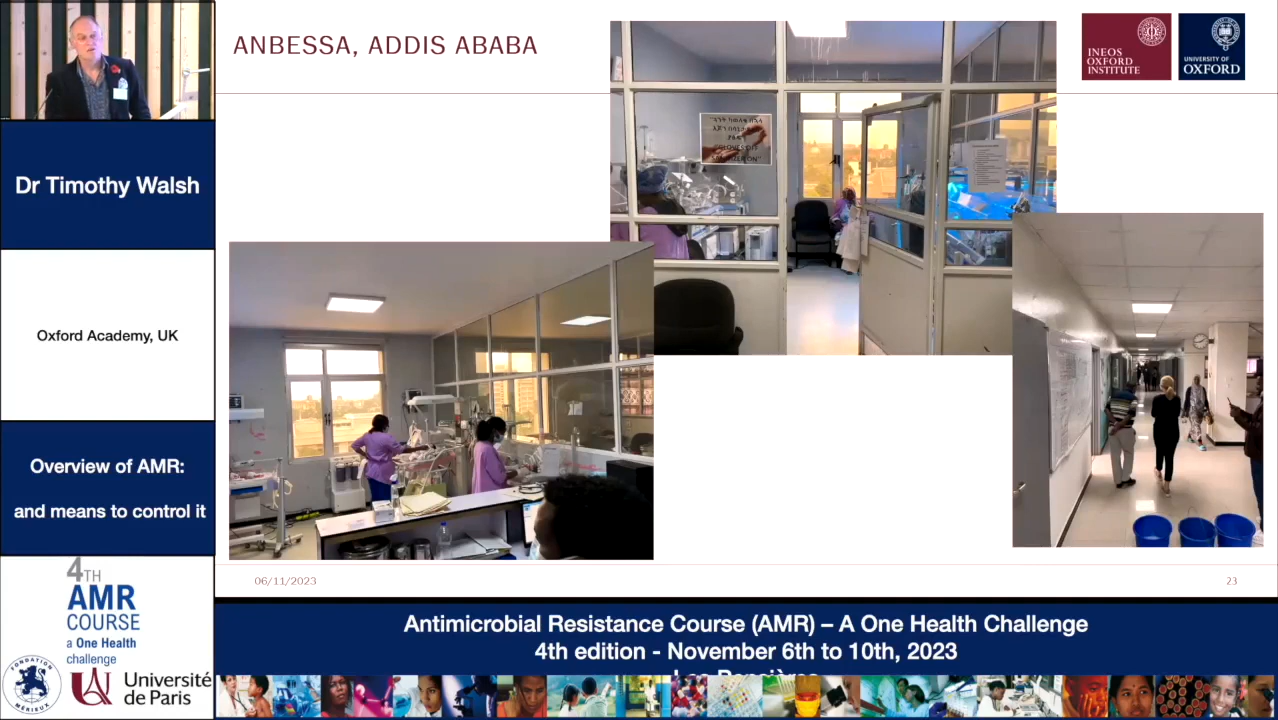 ANBESSA, ADDIS ABABA
INEOS
OXFORD
INSTITUTE
UNIVERSITY OF
OXFORD
Dr Timothy Walsh
Oxford Academy, UK
Overview of AMR:
and means to control it
4TH
AMR
COURSE
a One Health
challenge
FONDATION
MÉRIEUX
Université
de Paris
06/11/2023
23
Antimicrobial Resistance Course (AMR) – A One Health Challenge
4th edition - November 6th to 10th, 2023